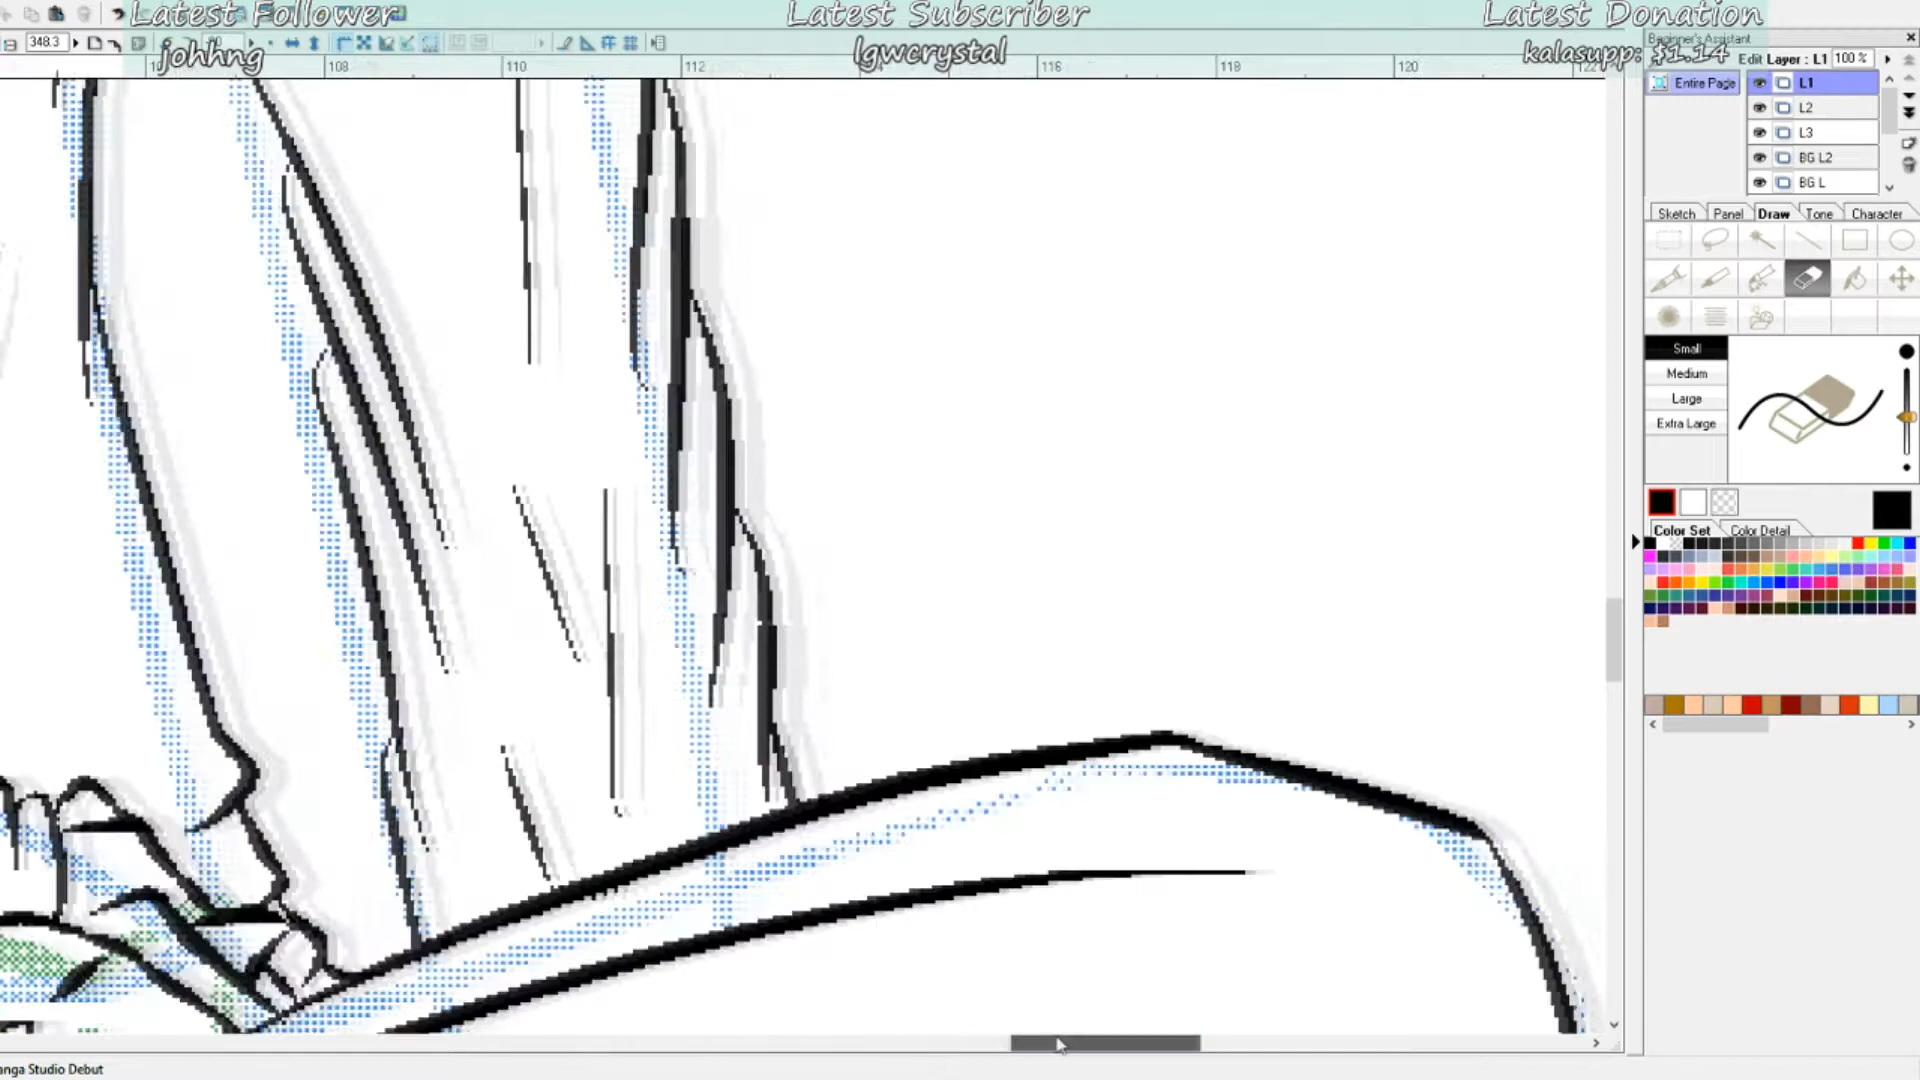 Latest Follower
Latest Subscriber
Latest Donation
johhng
lgwcrystal
kalasupp: $1.14
Beginner's Assistant
348.3
108
110
112
116
118
120
Edit Layer : L1 100 %
Entire Page
L1
L2
L3
BG L2
BG L
Sketch Panel Draw Tone Character
Small
Medium
Large
Extra Large
Color Set Color Detail
anga Studio Debut